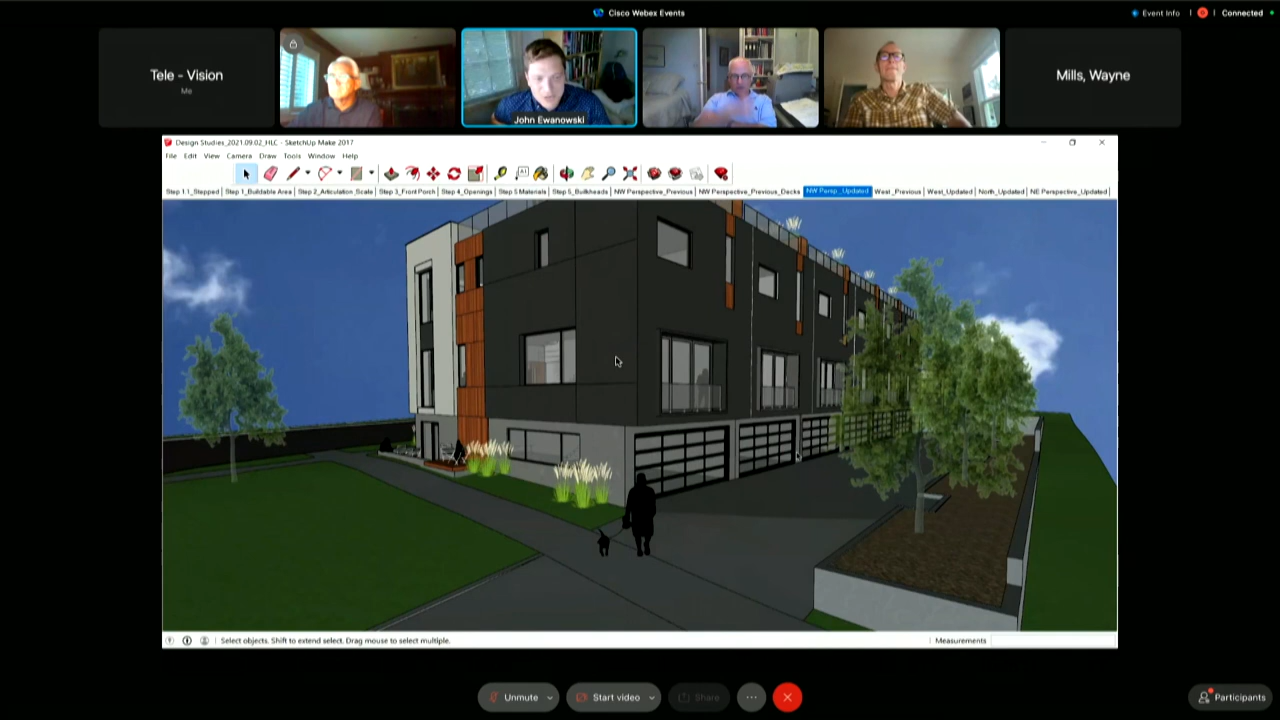 Cisco Webex Events
Event Info
Connected
Tele - Vision
Me
John Ewanowski
Mills, Wayne
Design Studies_2021.09.02_HLC - SketchUp Make 2017
File Edit View Camera Draw Tools Window Help
Step 1.1_Stepped Step 1_Buildable Area Step 2_Articulation_Scale Step 3_Front Porch Step 4_Openings Step 5 Materials Step 5_Bulkheads NW Perspective_Previous NW Perspective_Previous_Decks NW Persp_Updated West_Previous West_Updated North_Updated NE Perspective_Updated
Select objects. Shift to extend select. Drag mouse to select multiple.
Measurements
Unmute
Start video
Share
Participants